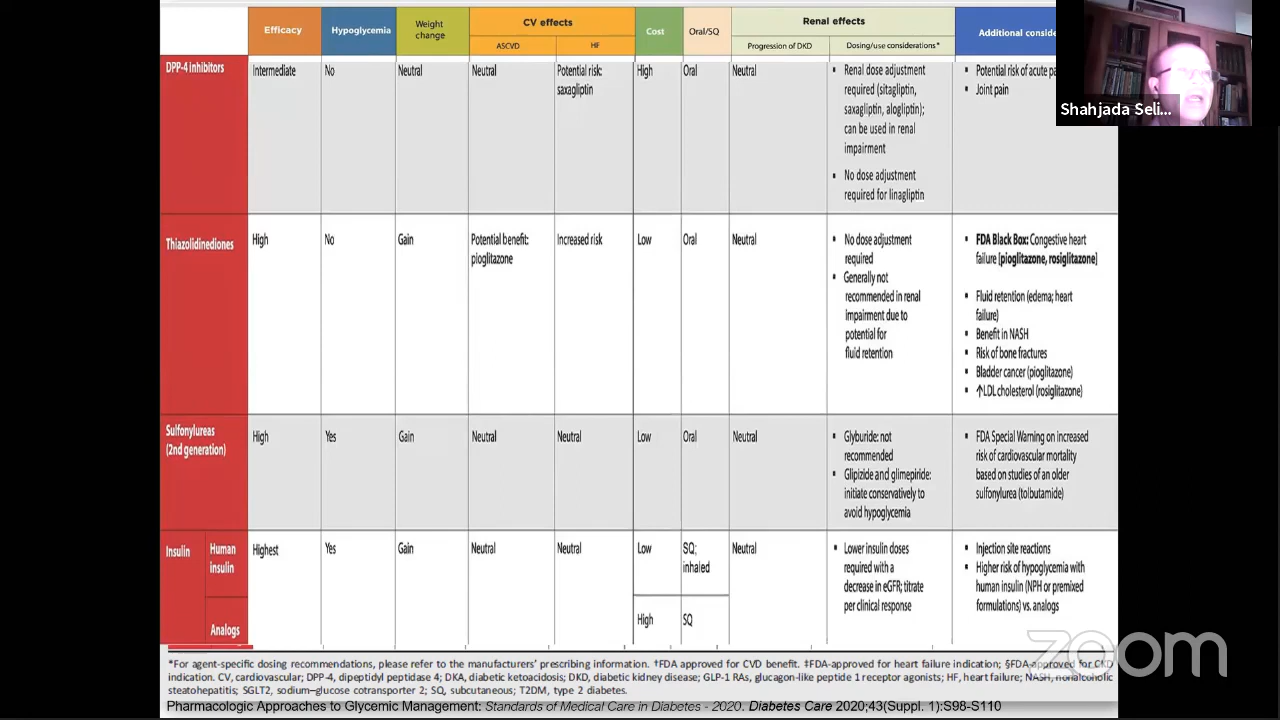 Efficacy
Hypoglycemia
Weight
change
CV effects
ASCVD
HF
Cost
Oral/SQ
Renal effects
Progression of DKD
Dosing/use considerations*
Additional
Shahjada Seli...
DPP-4 inhibitors
Intermediate
No
Neutral
Neutral
Potential risk:
saxagliptin
High
Oral
Neutral
▪ Renal dose adjustment
required (sitagliptin,
saxagliptin, alogliptin);
can be used in renal
impairment
▪ No dose adjustment
required for linagliptin
▪ Potential risk of acute
▪ Joint pain
Thiazolidinediones
High
No
Gain
Potential benefit:
pioglitazone
Increased risk
Low
Oral
Neutral
▪ No dose adjustment
required
▪ Generally not
recommended in renal
impairment due to
potential for
fluid retention
▪ FDA Black Box: Congestive heart
failure [pioglitazone, rosiglitazone]
▪ Fluid retention (edema; heart
failure)
▪ Benefit in NASH
▪ Risk of bone fractures
▪ Bladder cancer (pioglitazone)
▪ ↑LDL cholesterol (rosiglitazone)
Sulfonylureas
(2nd generation)
High
Yes
Gain
Neutral
Neutral
Low
Oral
Neutral
▪ Glyburide: not
recommended
▪ Glipizide and glimepiride:
initiate conservatively to
avoid hypoglycemia
▪ FDA Special Warning on increased
risk of cardiovascular mortality
based on studies of an older
sulfonylurea (tolbutamide)
Insulin
Human
insulin
Analogs
Highest
Yes
Gain
Neutral
Neutral
Low
SQ;
inhaled
High
SQ
Neutral
▪ Lower insulin doses
required with a
decrease in eGFR; titrate
per clinical response
▪ Injection site reactions
▪ Higher risk of hypoglycemia with
human insulin (NPH or premixed
formulations) vs. analogs
zoom
*For agent-specific dosing recommendations, please refer to the manufacturers' prescribing information. †FDA approved for CVD benefit. ‡FDA-approved for heart failure indication; §FDA-approved for CKD
indication. CV, cardiovascular; DPP-4, dipeptidyl peptidase 4; DKA, diabetic ketoacidosis; DKD, diabetic kidney disease; GLP-1 RAs, glucagon-like peptide 1 receptor agonists; HF, heart failure; NASH, nonalcoholic
steatohepatitis; SGLT2, sodium–glucose cotransporter 2; SQ, subcutaneous; T2DM, type 2 diabetes.
Pharmacologic Approaches to Glycemic Management: Standards of Medical Care in Diabetes - 2020. Diabetes Care 2020;43(Suppl. 1):S98-S110